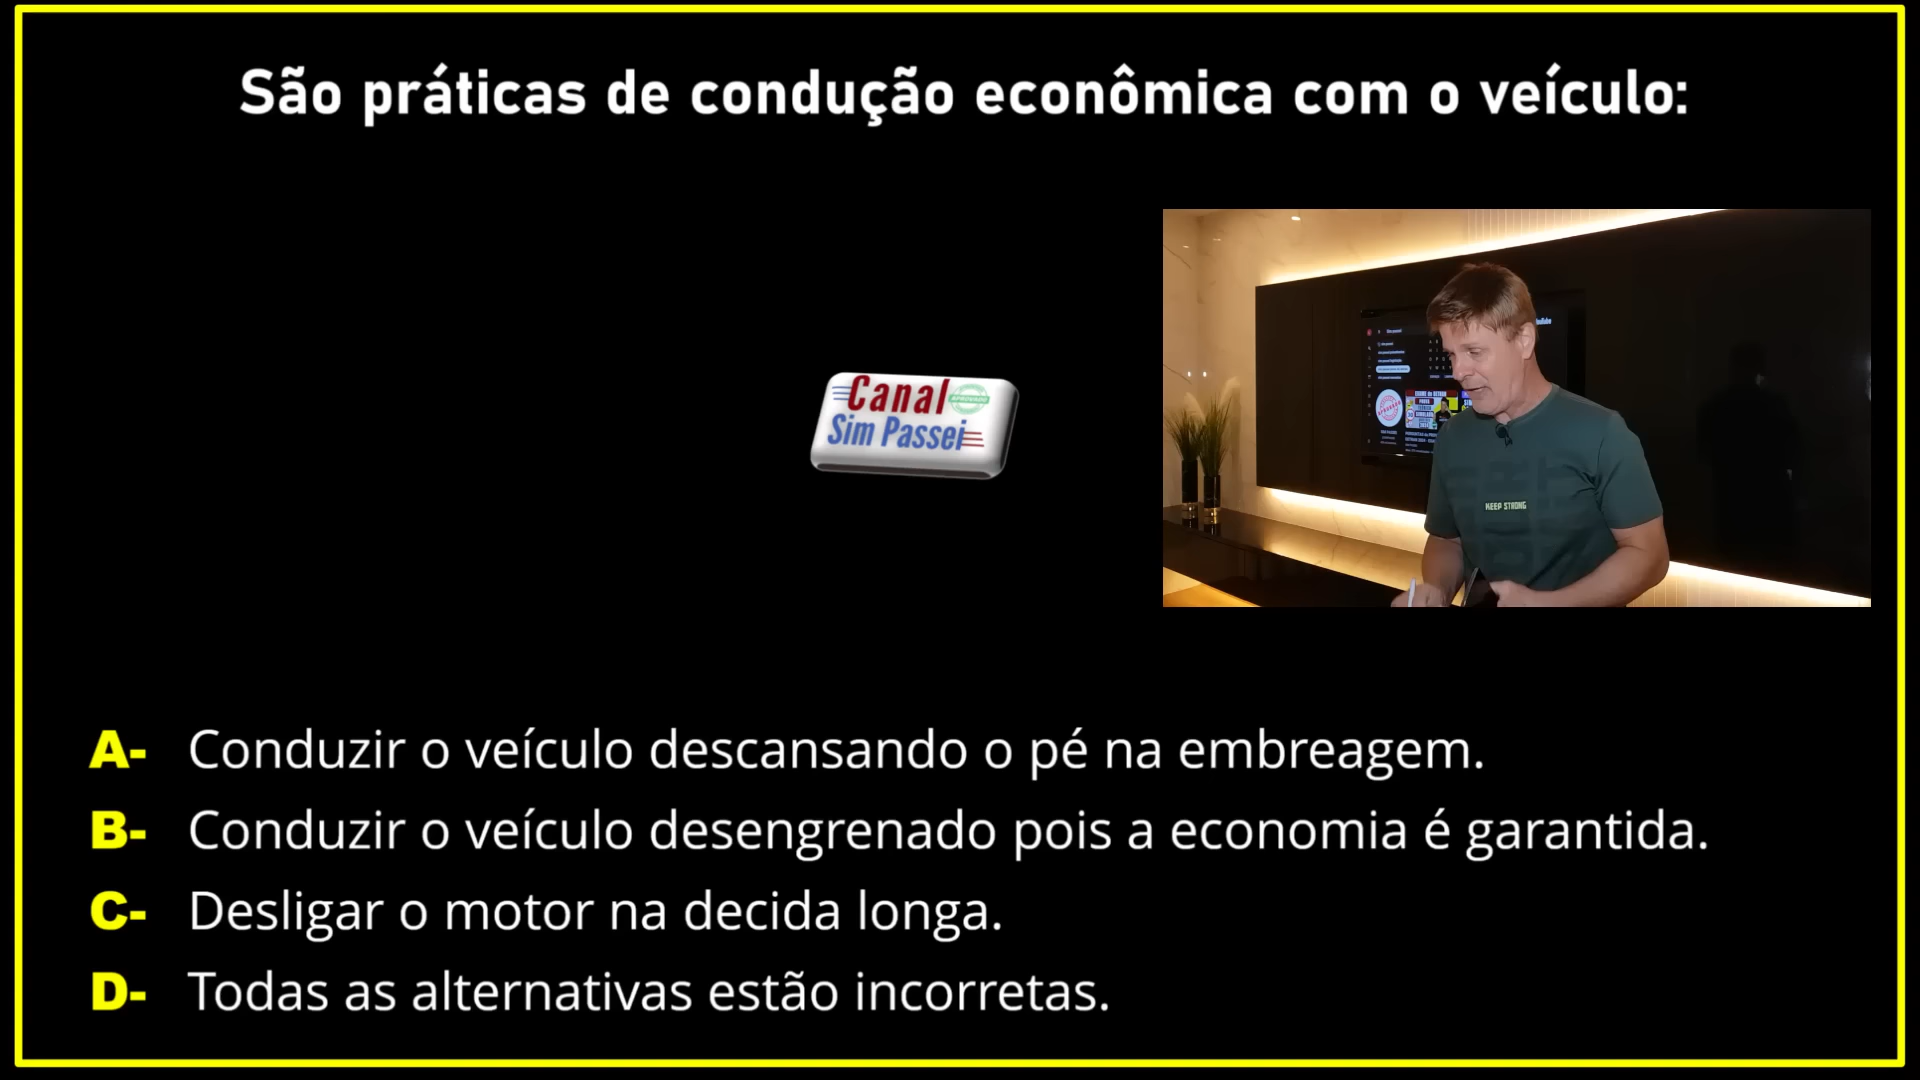 São práticas de condução econômica com o veículo:
Canal
APROVADO
Sim Passei
KEEP STRONG
A- Conduzir o veículo descansando o pé na embreagem.
B- Conduzir o veículo desengrenado pois a economia é garantida.
C- Desligar o motor na decida longa.
D- Todas as alternativas estão incorretas.